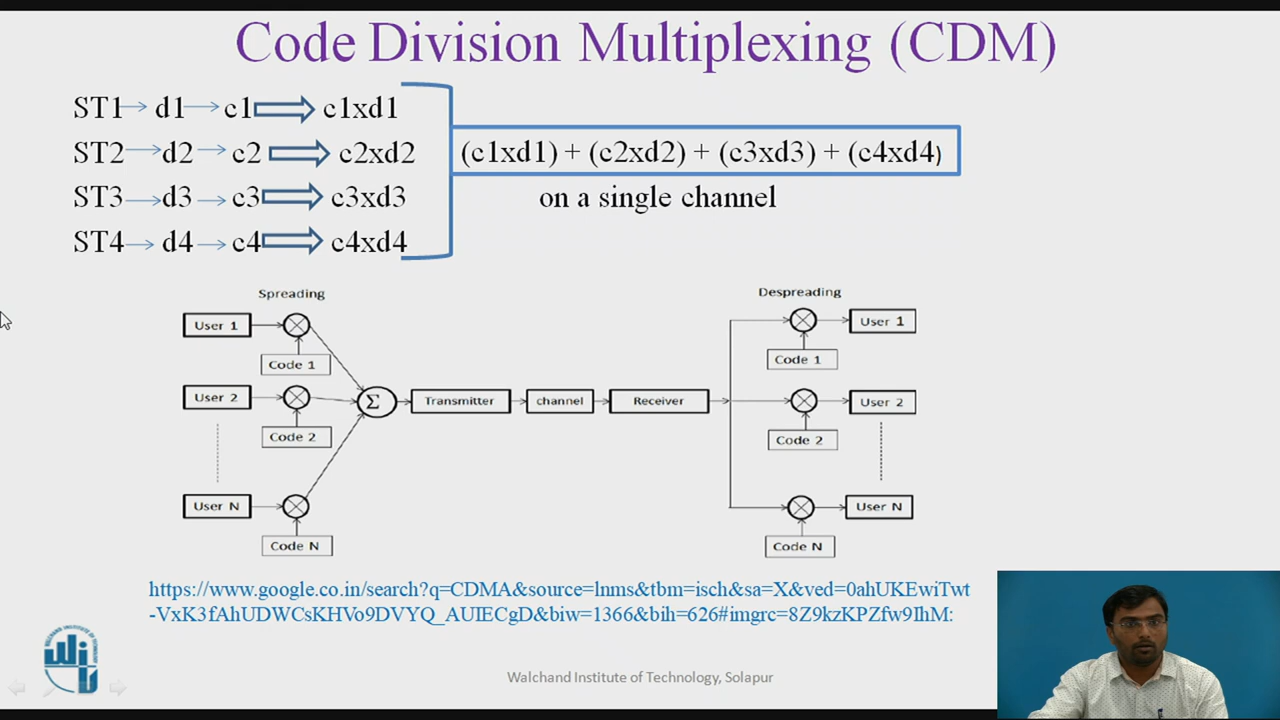 Code Division Multiplexing (CDM)
ST1 → d1 → c1 ⇒ c1xd1
ST2 → d2 → c2 ⇒ c2xd2
ST3 → d3 → c3 ⇒ c3xd3
ST4 → d4 → c4 ⇒ c4xd4
(c1xd1) + (c2xd2) + (c3xd3) + (c4xd4)
on a single channel
Spreading
Despreading
User 1
Code 1
User 2
Code 2
User N
Code N
Σ
Transmitter
channel
Receiver
User 1
Code 1
User 2
Code 2
User N
Code N
https://www.google.co.in/search?q=CDMA&source=lnms&tbm=isch&sa=X&ved=0ahUKEwiTwt
-VxK3fAhUDWCsKHVo9DVYQ_AUIECgD&biw=1366&bih=626#imgrc=8Z9kzKPZfw9IhM:
Walchand Institute of Technology, Solapur